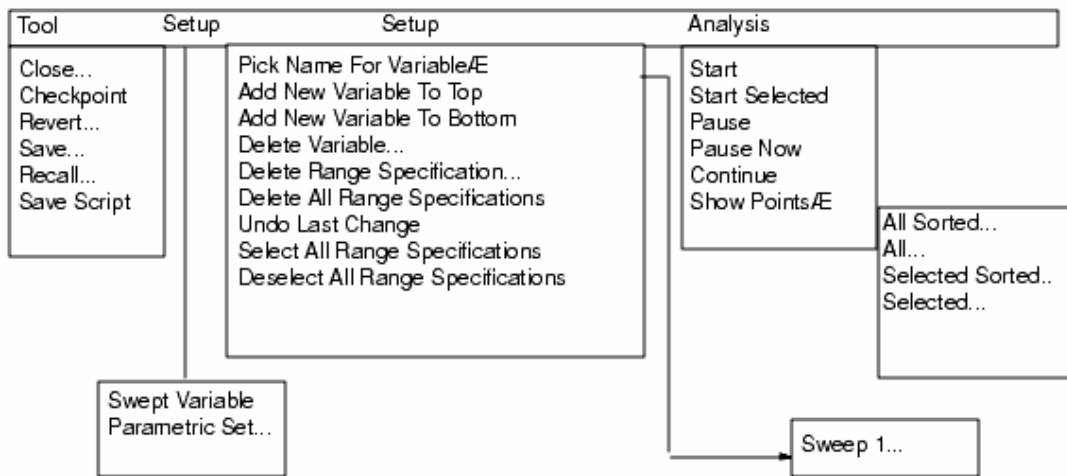 Tool Setup Setup Analysis
Close...
Checkpoint
Revert...
Save...
Recall...
Save Script
Pick Name For VariableÆ
Add New Variable To Top
Add New Variable To Bottom
Delete Variable...
Delete Range Specification...
Delete All Range Specifications
Undo Last Change
Select All Range Specifications
Deselect All Range Specifications
Start
Start Selected
Pause
Pause Now
Continue
Show PointsÆ
All Sorted...
All...
Selected Sorted..
Selected...
Swept Variable
Parametric Set...
Sweep 1...